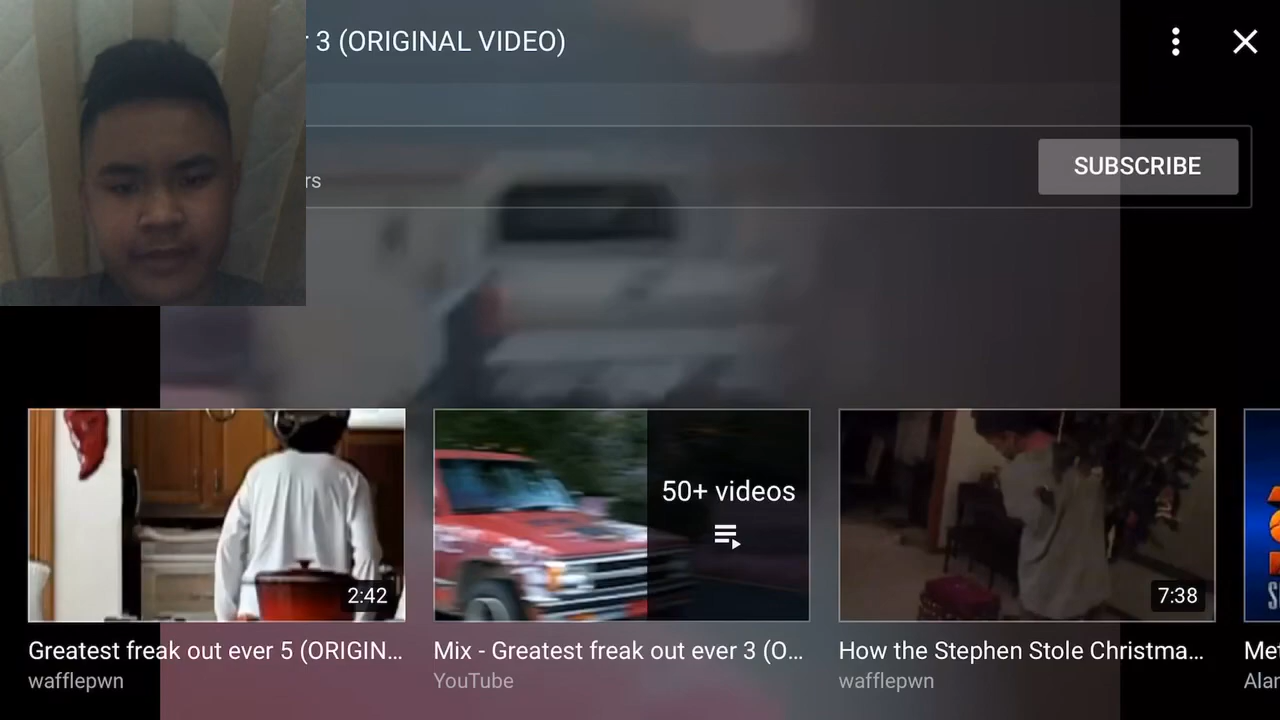 3 (ORIGINAL VIDEO)
rs
SUBSCRIBE
50+ videos
2:42
7:38
Greatest freak out ever 5 (ORIGIN...
Mix - Greatest freak out ever 3 (O...
How the Stephen Stole Christma...
Met
wafflepwn
YouTube
wafflepwn
Alan